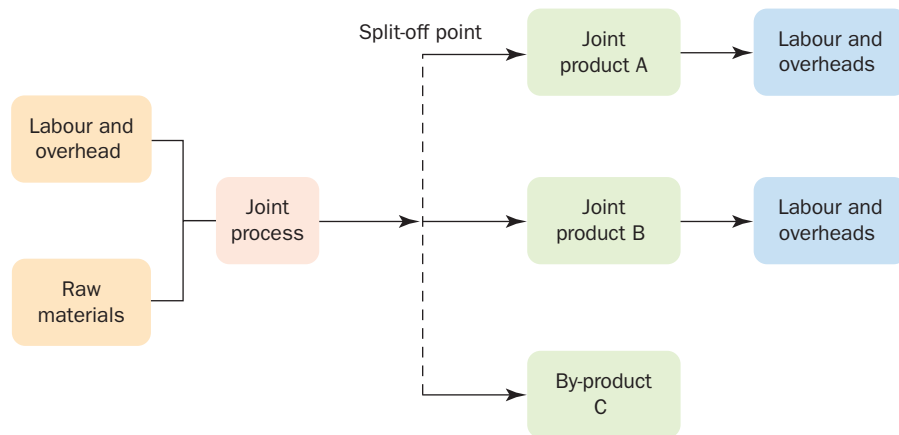 Split-off point
Joint
product A
Labour and
overheads
Labour and
overhead
Joint
process
Joint
product B
Labour and
overheads
Raw
materials
By-product
C